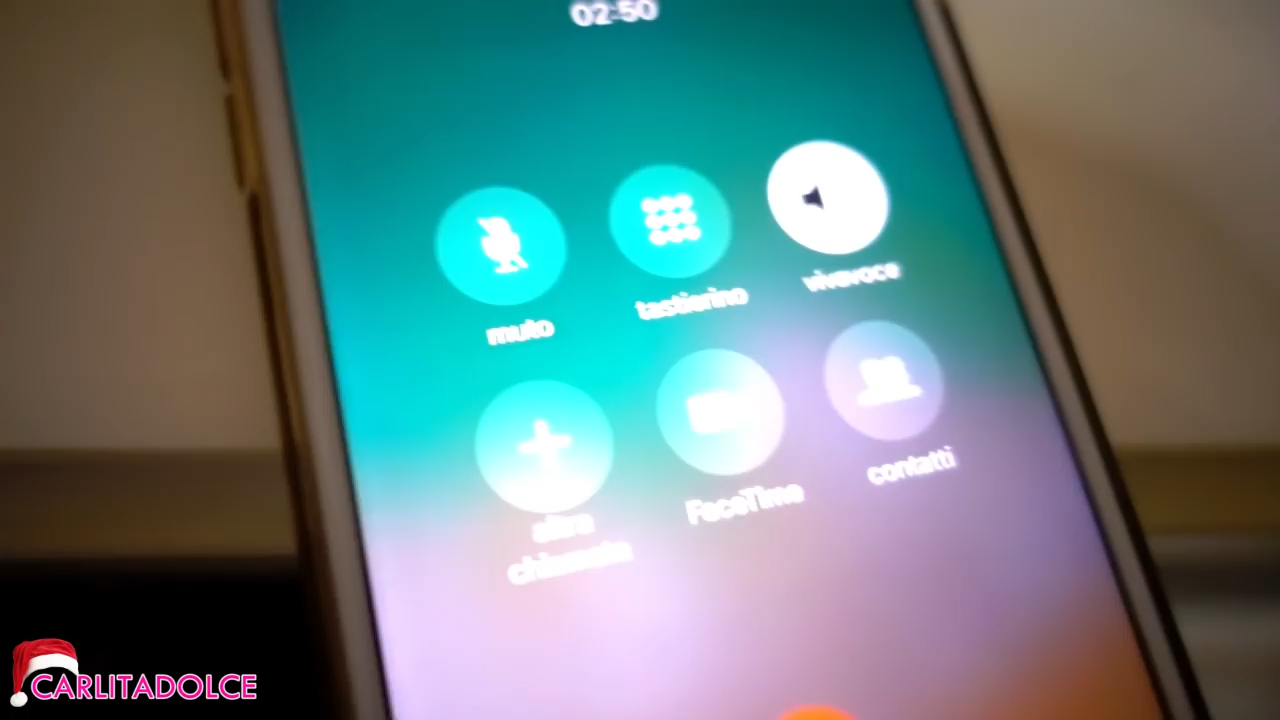 02:50
muto
tastierino
vivavoce
altra
chiamata
FaceTime
contatti
CARLITADOLCE